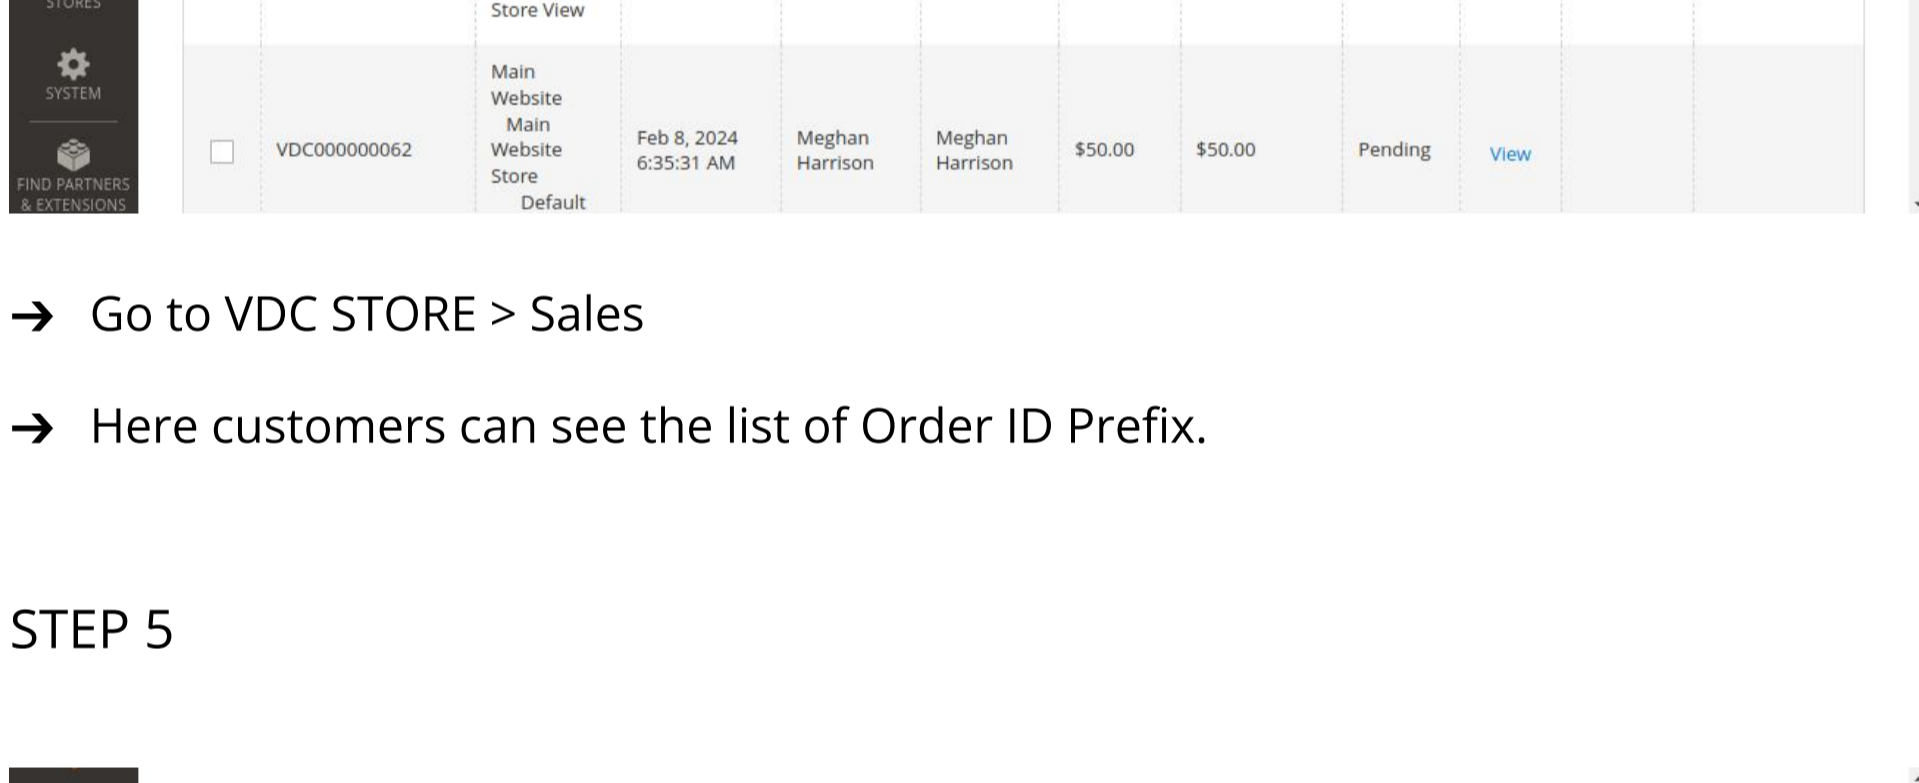 STORES
SYSTEM
FIND PARTNERS
& EXTENSIONS
Store View
VDC000000062
Main
Website
Main
Website
Store
Default
Feb 8, 2024
6:35:31 AM
Meghan
Harrison
Meghan
Harrison
$50.00
$50.00
Pending
View
➔ Go to VDC STORE > Sales
➔ Here customers can see the list of Order ID Prefix.
STEP 5